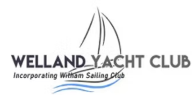 WELLAND YACHT CLUB
Incorporating Witham Sailing Club